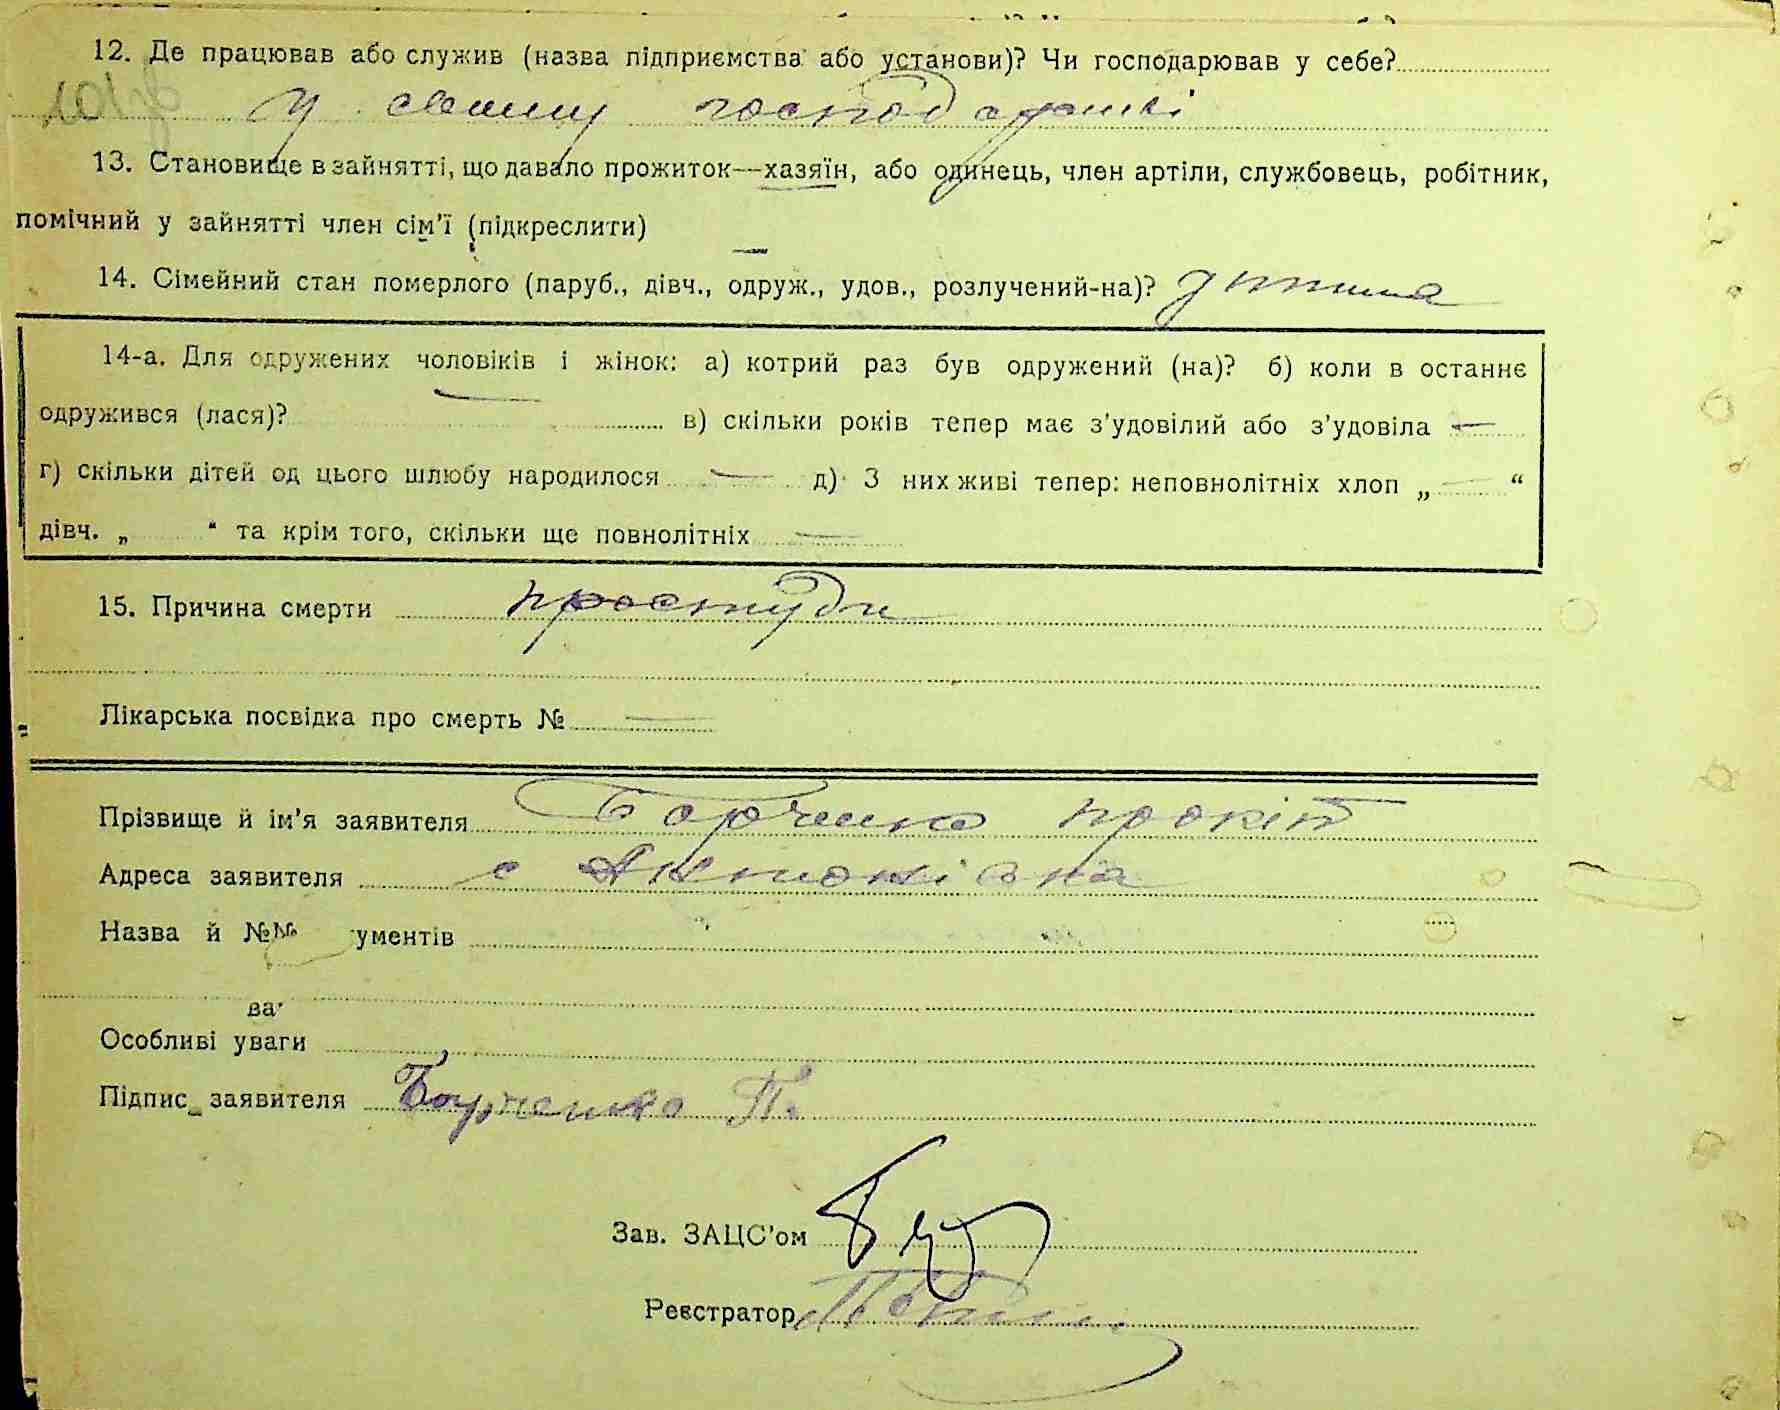 12. Де працював або служив (назва підприємства або установи)? Чи господарював у себе?
у своему господарстві
13. Становище в зайнятті, що давало прожиток—хазяїн, або одинець, член артіли, службовець, робітник,
помічний у зайнятті член сім'ї (підкреслити)
14. Сімейний стан померлого (паруб., дівч., одруж., удов., розлучений-на)? дитина
14-а. Для одружених чоловіків і жінок: а) котрий раз був одружений (на)? б) коли в останнє
одружився (лася)? — в) скільки років тепер має з'удовілий або з'удовіла —
г) скільки дітей од цього шлюбу народилося — д) З них живі тепер: неповнолітніх хлоп „ — “
дівч. „ “ та крім того, скільки ще повнолітніх —
15. Причина смерти простуди
Лікарська посвідка про смерть № —
Прізвище й ім'я заявителя Борченко Прокіп
Адреса заявителя с Антонівка
Назва й №№ ументів
ва
Особливі уваги
Підпис заявителя Борченко П.
Зав. ЗАЦС'ом
Реєстратор